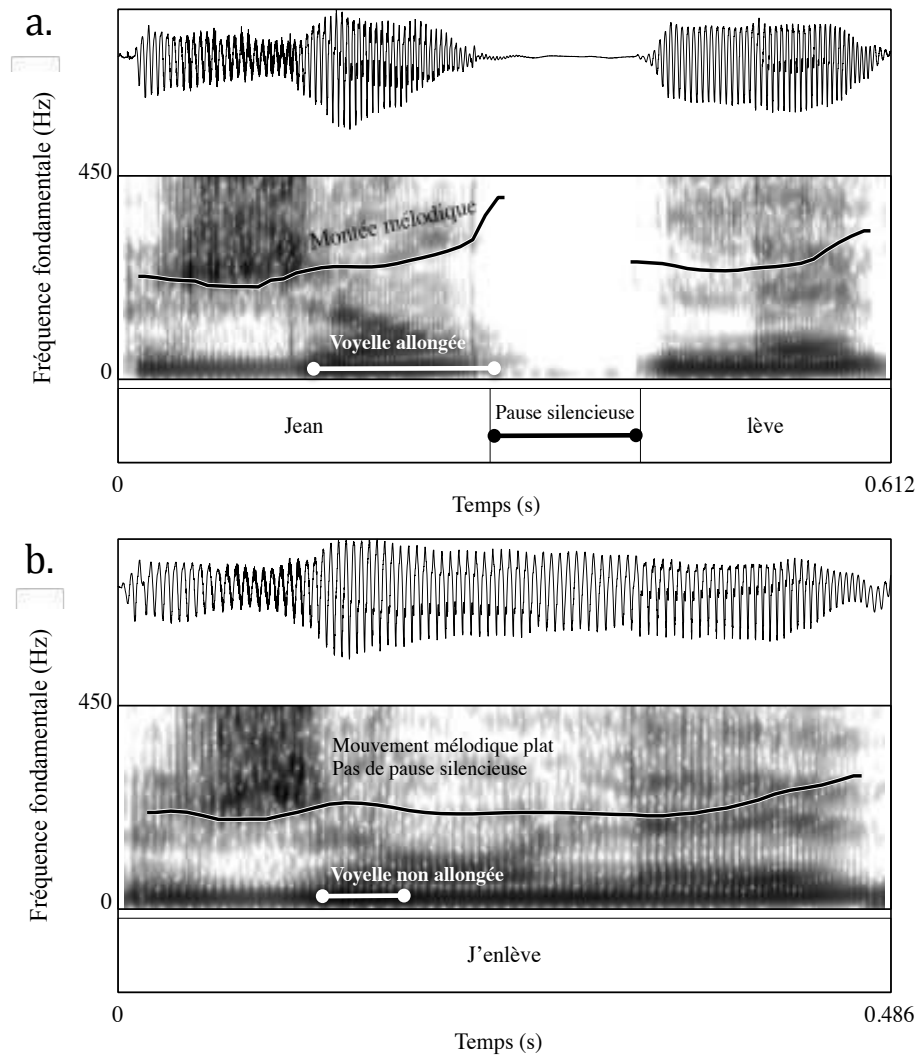 a.
Fréquence fondamentale (Hz)
450
Montée mélodique
Voyelle allongée
0
Jean
Pause silencieuse
lève
0
0.612
Temps (s)
b.
Fréquence fondamentale (Hz)
450
Mouvement mélodique plat
Pas de pause silencieuse
Voyelle non allongée
0
J’enlève
0
0.486
Temps (s)